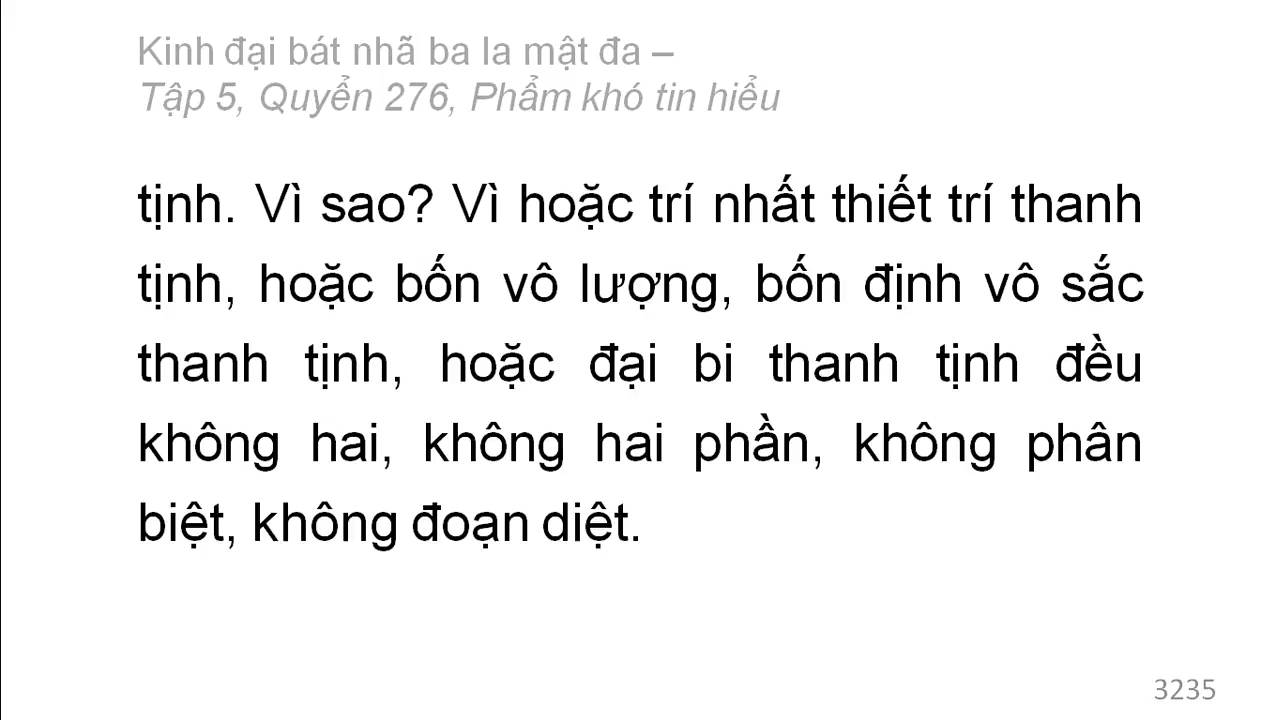 Kinh đại bát nhã ba la mật đa –
Tập 5, Quyển 276, Phẩm khó tin hiểu
tịnh. Vì sao? Vì hoặc trí nhất thiết trí thanh
tịnh, hoặc bốn vô lượng, bốn định vô sắc
thanh tịnh, hoặc đại bi thanh tịnh đều
không hai, không hai phần, không phân
biệt, không đoạn diệt.
3235